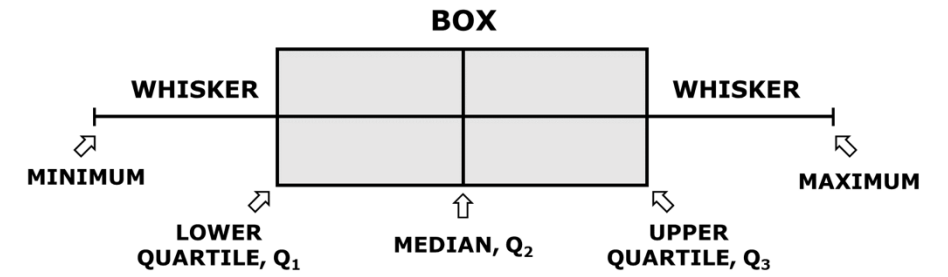 BOX
WHISKER
WHISKER
MINIMUM
MAXIMUM
LOWER
QUARTILE, Q₁
MEDIAN, Q₂
UPPER
QUARTILE, Q₃